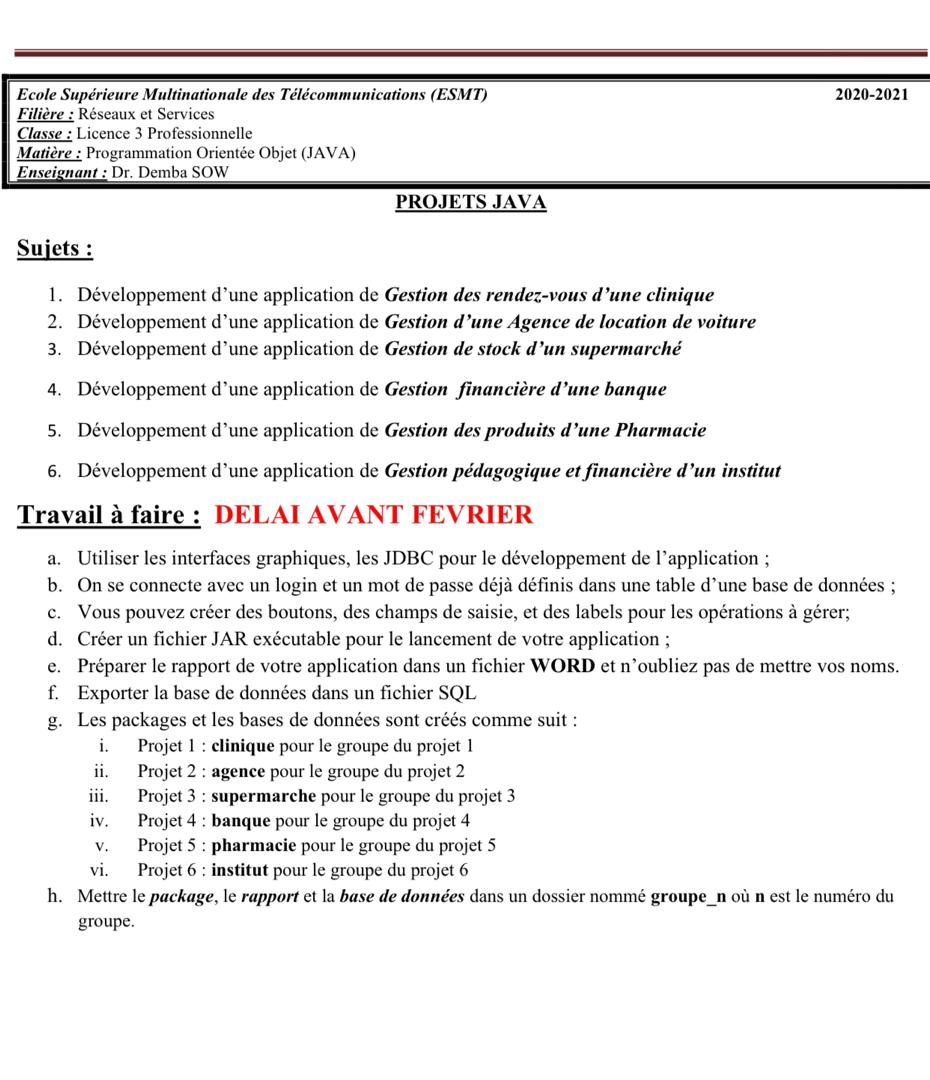 Ecole Supérieure Multinationale des Télécommunications (ESMT) 2020-2021
Filière : Réseaux et Services
Classe : Licence 3 Professionnelle
Matière : Programmation Orientée Objet (JAVA)
Enseignant : Dr. Demba SOW
PROJETS JAVA
Sujets :
1. Développement d’une application de Gestion des rendez-vous d’une clinique
2. Développement d’une application de Gestion d’une Agence de location de voiture
3. Développement d’une application de Gestion de stock d’un supermarché
4. Développement d’une application de Gestion financière d’une banque
5. Développement d’une application de Gestion des produits d’une Pharmacie
6. Développement d’une application de Gestion pédagogique et financière d’un institut
Travail à faire : DELAI AVANT FEVRIER
a. Utiliser les interfaces graphiques, les JDBC pour le développement de l’application ;
b. On se connecte avec un login et un mot de passe déjà définis dans une table d’une base de données ;
c. Vous pouvez créer des boutons, des champs de saisie, et des labels pour les opérations à gérer;
d. Créer un fichier JAR exécutable pour le lancement de votre application ;
e. Préparer le rapport de votre application dans un fichier WORD et n’oubliez pas de mettre vos noms.
f. Exporter la base de données dans un fichier SQL
g. Les packages et les bases de données sont créés comme suit :
i. Projet 1 : clinique pour le groupe du projet 1
ii. Projet 2 : agence pour le groupe du projet 2
iii. Projet 3 : supermarche pour le groupe du projet 3
iv. Projet 4 : banque pour le groupe du projet 4
v. Projet 5 : pharmacie pour le groupe du projet 5
vi. Projet 6 : institut pour le groupe du projet 6
h. Mettre le package, le rapport et la base de données dans un dossier nommé groupe_n où n est le numéro du
groupe.